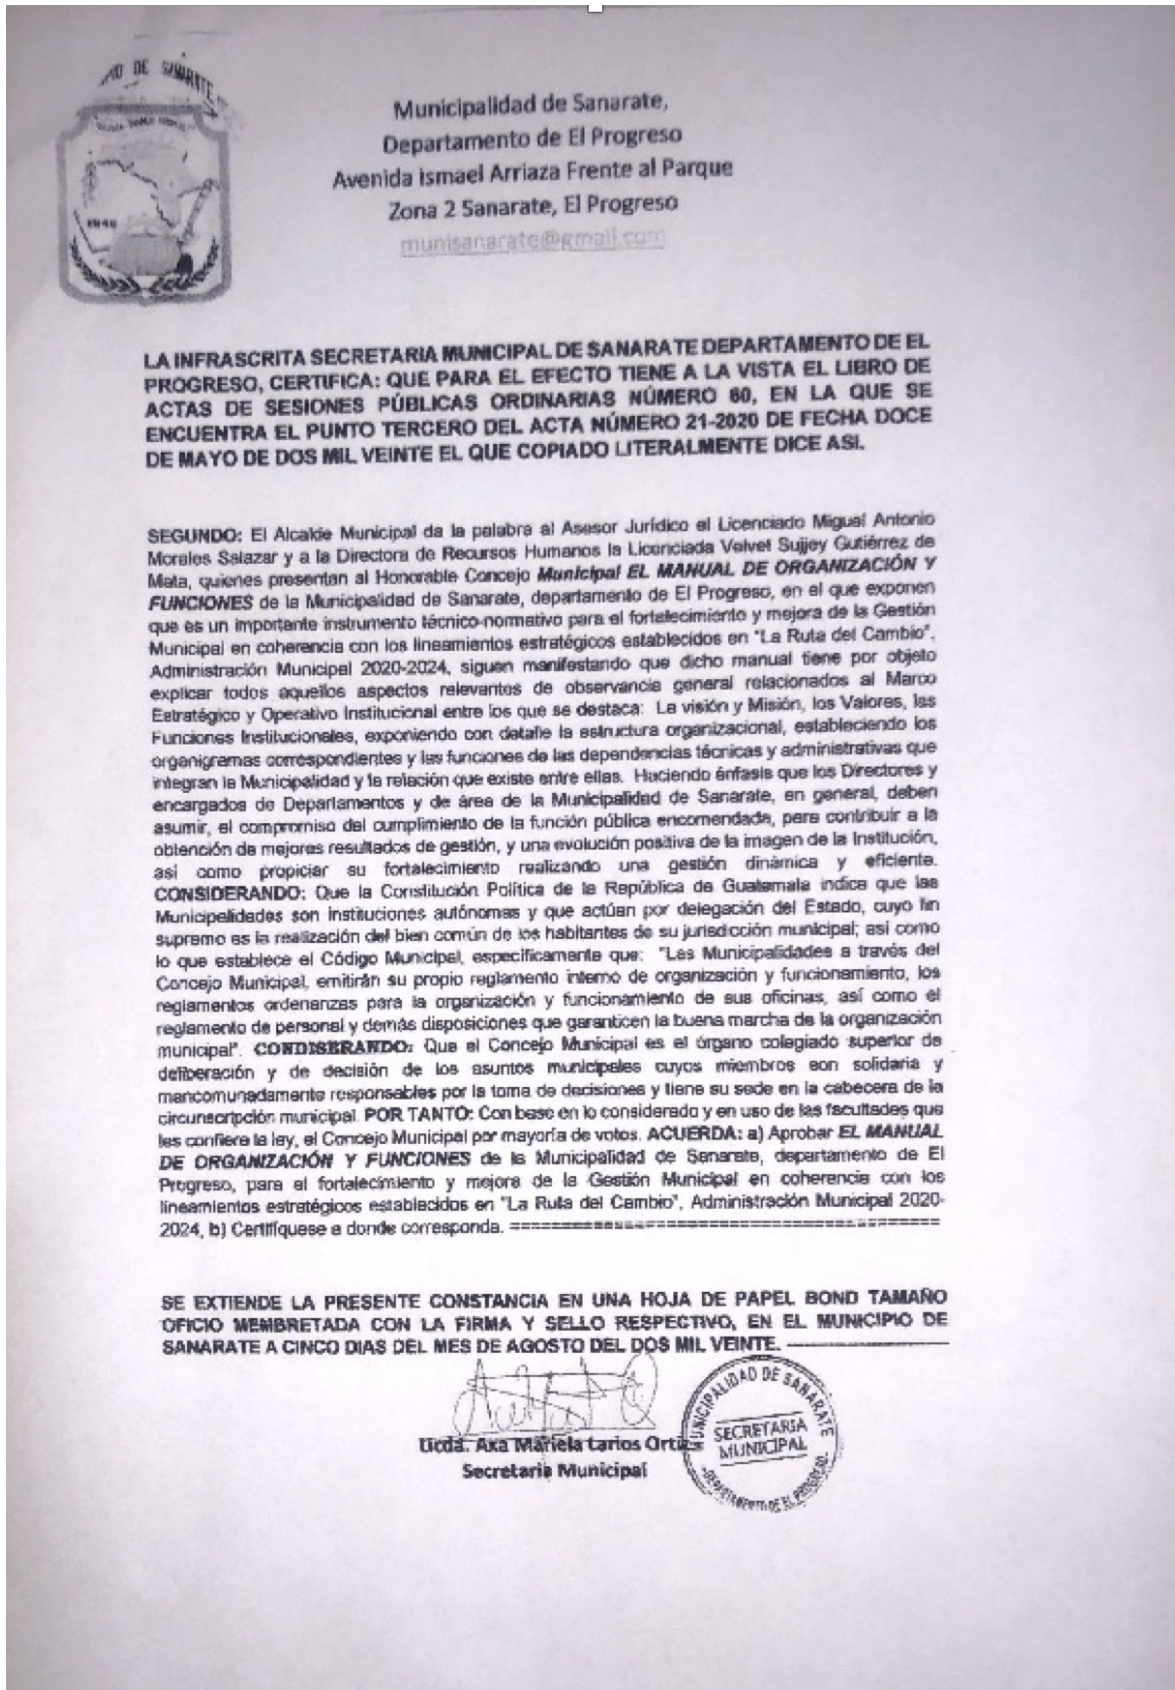 MUNICIPALIDAD DE SANARATE
1946
Municipalidad de Sanarate,
Departamento de El Progreso
Avenida Ismael Arriaza Frente al Parque
Zona 2 Sanarate, El Progreso
munisanarate@gmail.com
LA INFRASCRITA SECRETARIA MUNICIPAL DE SANARATE DEPARTAMENTO DE EL
PROGRESO, CERTIFICA: QUE PARA EL EFECTO TIENE A LA VISTA EL LIBRO DE
ACTAS DE SESIONES PÚBLICAS ORDINARIAS NÚMERO 60, EN LA QUE SE
ENCUENTRA EL PUNTO TERCERO DEL ACTA NÚMERO 21-2020 DE FECHA DOCE
DE MAYO DE DOS MIL VEINTE EL QUE COPIADO LITERALMENTE DICE ASI.
SEGUNDO: El Alcalde Municipal da la palabra al Asesor Jurídico el Licenciado Miguel Antonio
Morales Salazar y a la Directora de Recursos Humanos la Licenciada Velvet Sujjey Gutiérrez de
Mata, quienes presentan al Honorable Concejo Municipal EL MANUAL DE ORGANIZACIÓN Y
FUNCIONES de la Municipalidad de Sanarate, departamento de El Progreso, en el que exponen
que es un importante instrumento técnico-normativo para el fortalecimiento y mejora de la Gestión
Municipal en coherencia con los lineamientos estratégicos establecidos en "La Ruta del Cambio",
Administración Municipal 2020-2024, siguen manifestando que dicho manual tiene por objeto
explicar todos aquellos aspectos relevantes de observancia general relacionados al Marco
Estratégico y Operativo Institucional entre los que se destaca: La visión y Misión, los Valores, las
Funciones Institucionales, exponiendo con detalle la estructura organizacional, estableciendo los
organigramas correspondientes y las funciones de las dependencias técnicas y administrativas que
integran la Municipalidad y la relación que existe entre ellas. Haciendo énfasis que los Directores y
encargados de Departamentos y de área de la Municipalidad de Sanarate, en general, deben
asumir, el compromiso del cumplimiento de la función pública encomendada, para contribuir a la
obtención de mejores resultados de gestión, y una evolución positiva de la imagen de la Institución,
así como propiciar su fortalecimiento realizando una gestión dinámica y eficiente.
CONSIDERANDO: Que la Constitución Política de la República de Guatemala indica que las
Municipalidades son instituciones autónomas y que actúan por delegación del Estado, cuyo fin
supremo es la realización del bien común de los habitantes de su jurisdicción municipal; así como
lo que establece el Código Municipal, específicamente que: "Las Municipalidades a través del
Concejo Municipal, emitirán su propio reglamento interno de organización y funcionamiento, los
reglamentos ordenanzas para la organización y funcionamiento de sus oficinas, así como el
reglamento de personal y demás disposiciones que garanticen la buena marcha de la organización
municipal". CONDISERANDO: Que el Concejo Municipal es el órgano colegiado superior de
deliberación y de decisión de los asuntos municipales cuyos miembros son solidaria y
mancomunadamente responsables por la toma de decisiones y tiene su sede en la cabecera de la
circunscripción municipal. POR TANTO: Con base en lo considerado y en uso de las facultades que
les confiere la ley, el Concejo Municipal por mayoría de votos. ACUERDA: a) Aprobar EL MANUAL
DE ORGANIZACIÓN Y FUNCIONES de la Municipalidad de Sanarate, departamento de El
Progreso, para el fortalecimiento y mejora de la Gestión Municipal en coherencia con los
lineamientos estratégicos establecidos en "La Ruta del Cambio", Administración Municipal 2020-
2024, b) Certifíquese a donde corresponda. ================================================
SE EXTIENDE LA PRESENTE CONSTANCIA EN UNA HOJA DE PAPEL BOND TAMAÑO
OFICIO MEMBRETADA CON LA FIRMA Y SELLO RESPECTIVO, EN EL MUNICIPIO DE
SANARATE A CINCO DIAS DEL MES DE AGOSTO DEL DOS MIL VEINTE.
Licda. Axa Mariela Larios Ortiz
Secretaria Municipal
MUNICIPALIDAD DE SANARATE
SECRETARIA
MUNICIPAL
DEPARTAMENTO DE EL PROGRESO